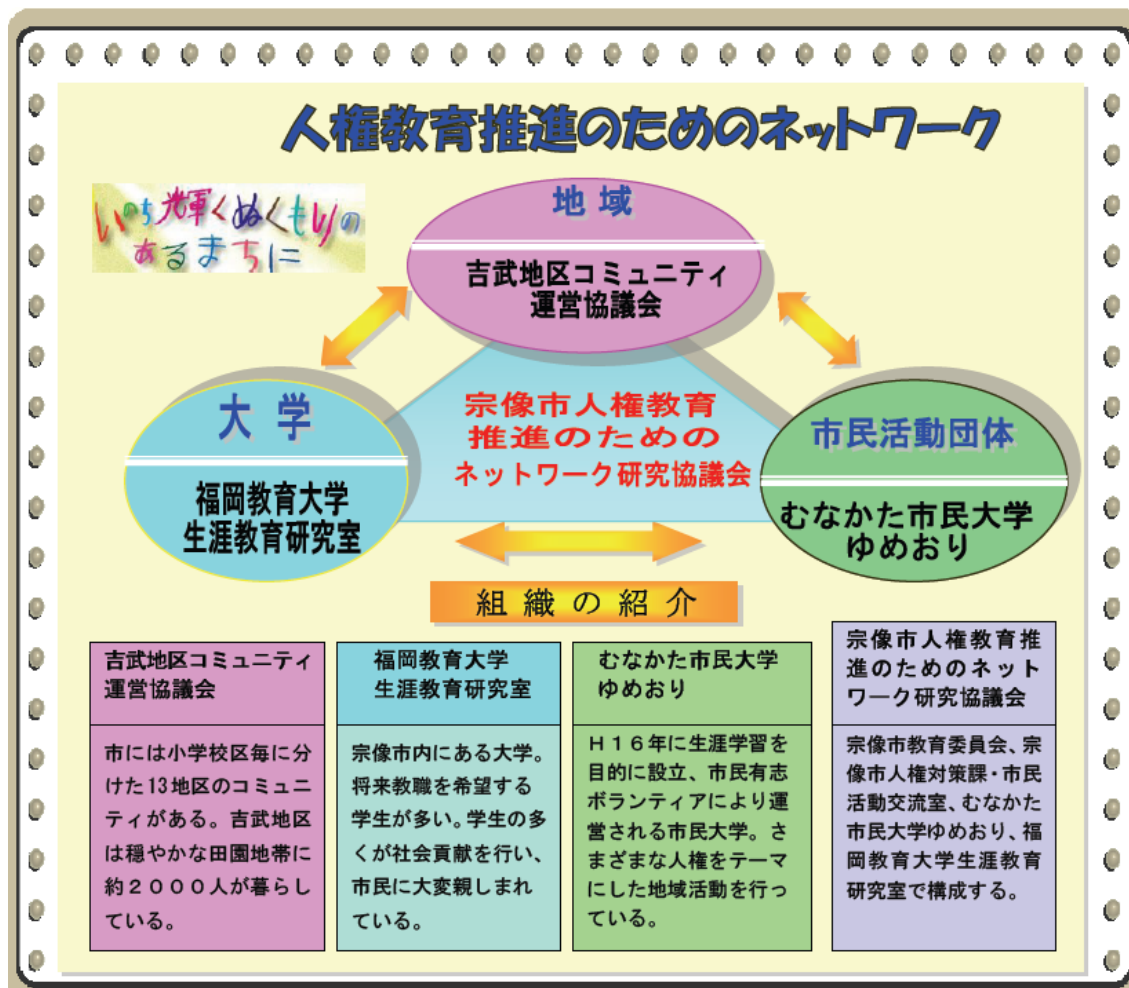 人権教育推進のためのネットワーク
いのち輝くぬくもりの
あるまちに
地域
吉武地区コミュニティ
運営協議会
大学
福岡教育大学
生涯教育研究室
宗像市人権教育
推進のための
ネットワーク研究協議会
市民活動団体
むなかた市民大学
ゆめおり
組織の紹介
吉武地区コミュニティ
運営協議会
市には小学校区毎に分
けた13地区のコミュニ
ティがある。吉武地区
は穏やかな田園地帯に
約２０００人が暮らし
ている。
福岡教育大学
生涯教育研究室
宗像市内にある大学。
将来教職を希望する
学生が多い。学生の多
くが社会貢献を行い、
市民に大変親しまれ
ている。
むなかた市民大学
ゆめおり
Ｈ１６年に生涯学習を
目的に設立、市民有志
ボランティアにより運
営される市民大学。さ
まざまな人権をテーマ
にした地域活動を行っ
ている。
宗像市人権教育推
進のためのネット
ワーク研究協議会
宗像市教育委員会、宗
像市人権対策課・市民
活動交流室、むなかた
市民大学ゆめおり、福
岡教育大学生涯教育
研究室で構成する。